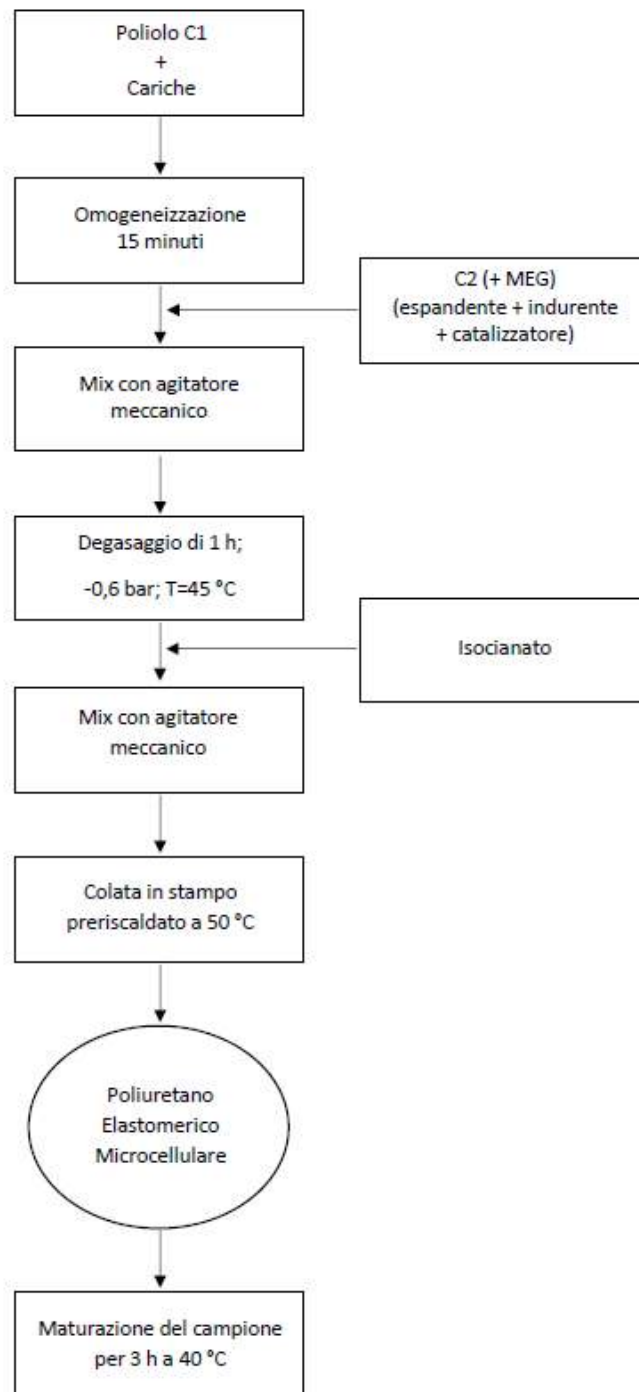 Poliolo C1
+
Cariche
Omogeneizzazione
15 minuti
C2 (+ MEG)
(espandente + indurente
+ catalizzatore)
Mix con agitatore
meccanico
Degasaggio di 1 h;
-0,6 bar; T=45 °C
Isocianato
Mix con agitatore
meccanico
Colata in stampo
preriscaldato a 50 °C
Poliuretano
Elastomerico
Microcellulare
Maturazione del campione
per 3 h a 40 °C